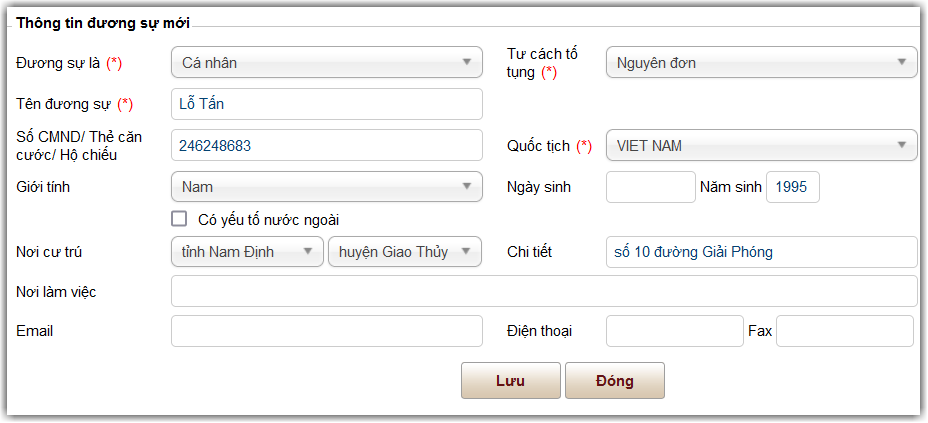 Thông tin đương sự mới
Đương sự là (*) Cá nhân Tư cách tố
tụng (*) Nguyên đơn
Tên đương sự (*) Lỗ Tấn
Số CMND/ Thẻ căn
cước/ Hộ chiếu 246248683 Quốc tịch (*) VIET NAM
Giới tính Nam Ngày sinh Năm sinh 1995
Có yếu tố nước ngoài
Nơi cư trú tỉnh Nam Định huyện Giao Thủy Chi tiết số 10 đường Giải Phóng
Nơi làm việc
Email Điện thoại Fax
Lưu Đóng